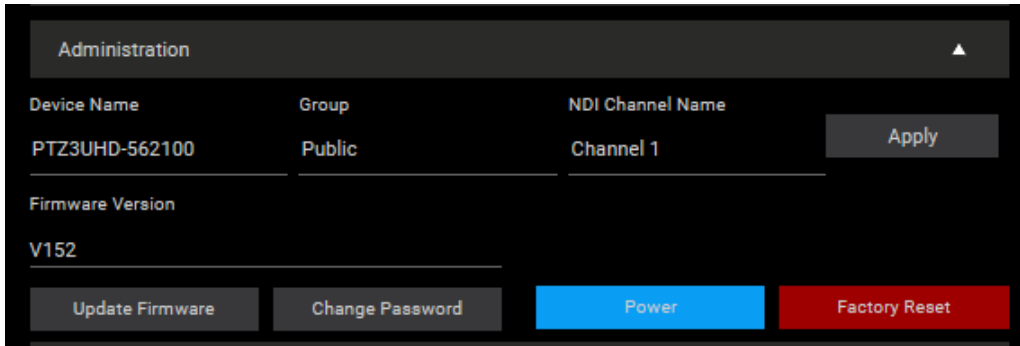 Administration
Device Name Group NDI Channel Name
PTZ3UHD-562100 Public Channel 1 Apply
Firmware Version
V152
Update Firmware Change Password Power Factory Reset